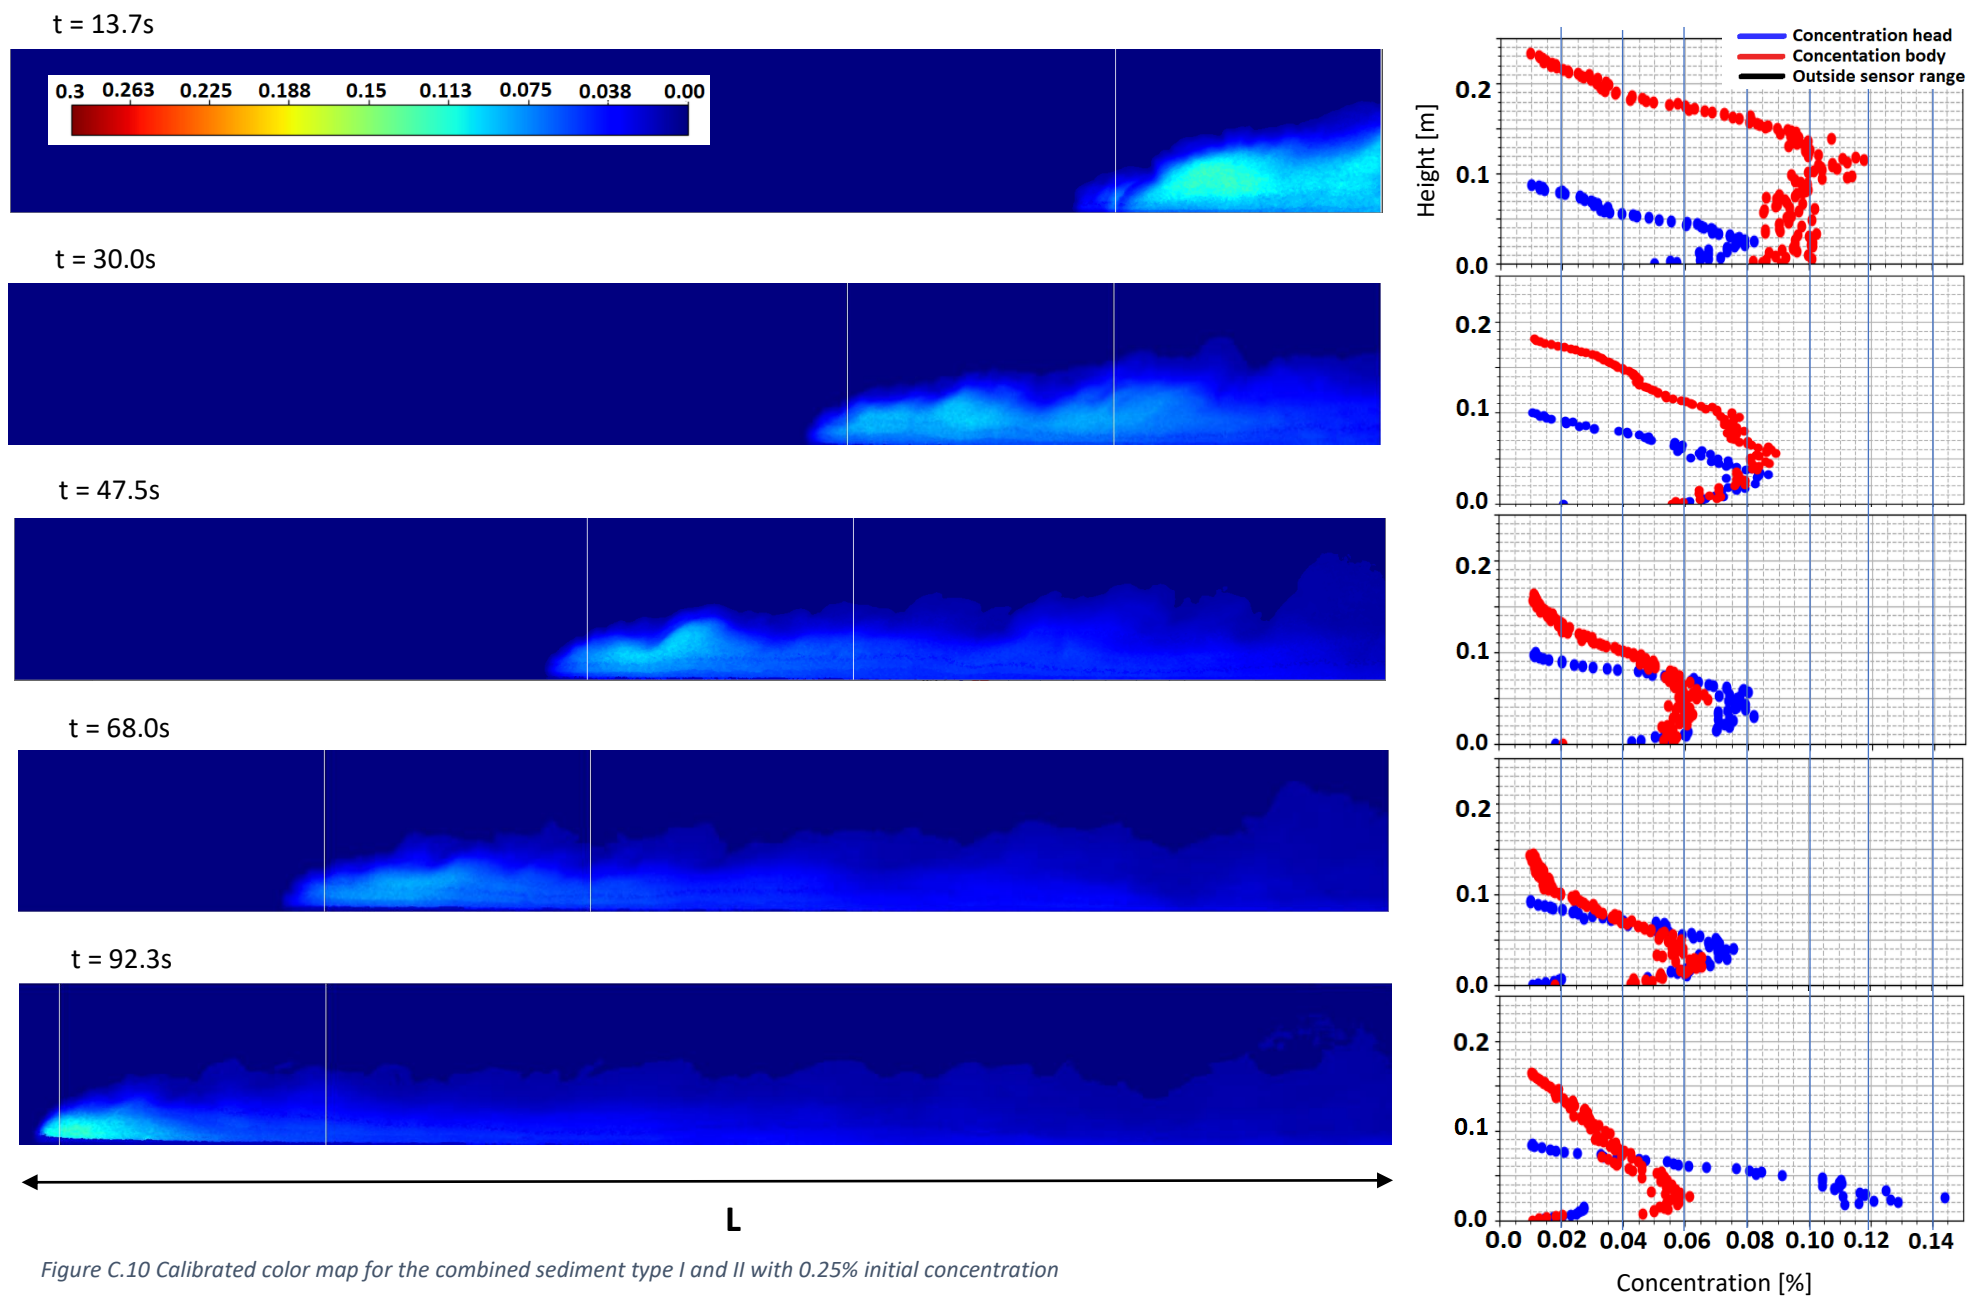 t = 13.7s
0.3 0.263 0.225 0.188 0.15 0.113 0.075 0.038 0.00
t = 30.0s
t = 47.5s
t = 68.0s
t = 92.3s
L
Concentration head
Concentation body
Outside sensor range
Height [m]
0.2
0.1
0.0
0.2
0.1
0.0
0.2
0.1
0.0
0.2
0.1
0.0
0.2
0.1
0.0
0.0 0.02 0.04 0.06 0.08 0.10 0.12 0.14
Concentration [%]
Figure C.10 Calibrated color map for the combined sediment type I and II with 0.25% initial concentration